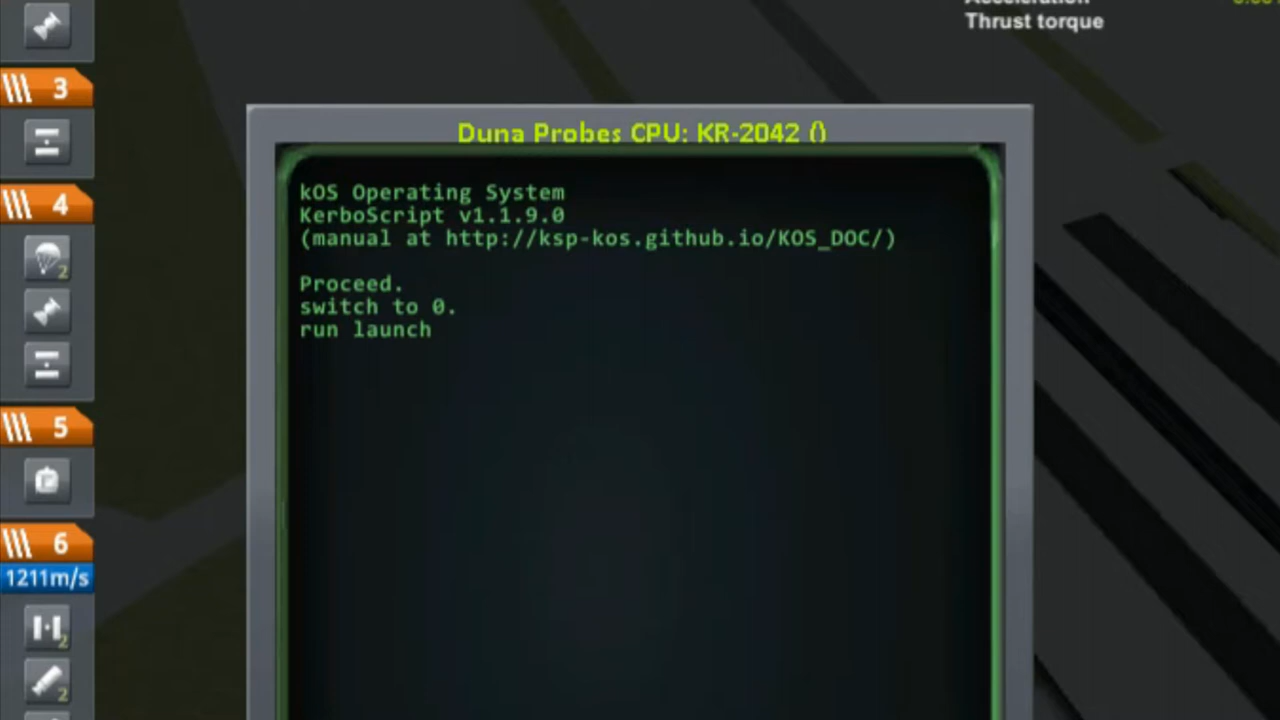 Thrust torque
3
4
2
5
6
1211m/s
2
2
Duna Probes CPU: KR-2042 ()
kOS Operating System
KerboScript v1.1.9.0
(manual at http://ksp-kos.github.io/KOS_DOC/)
Proceed.
switch to 0.
run launch